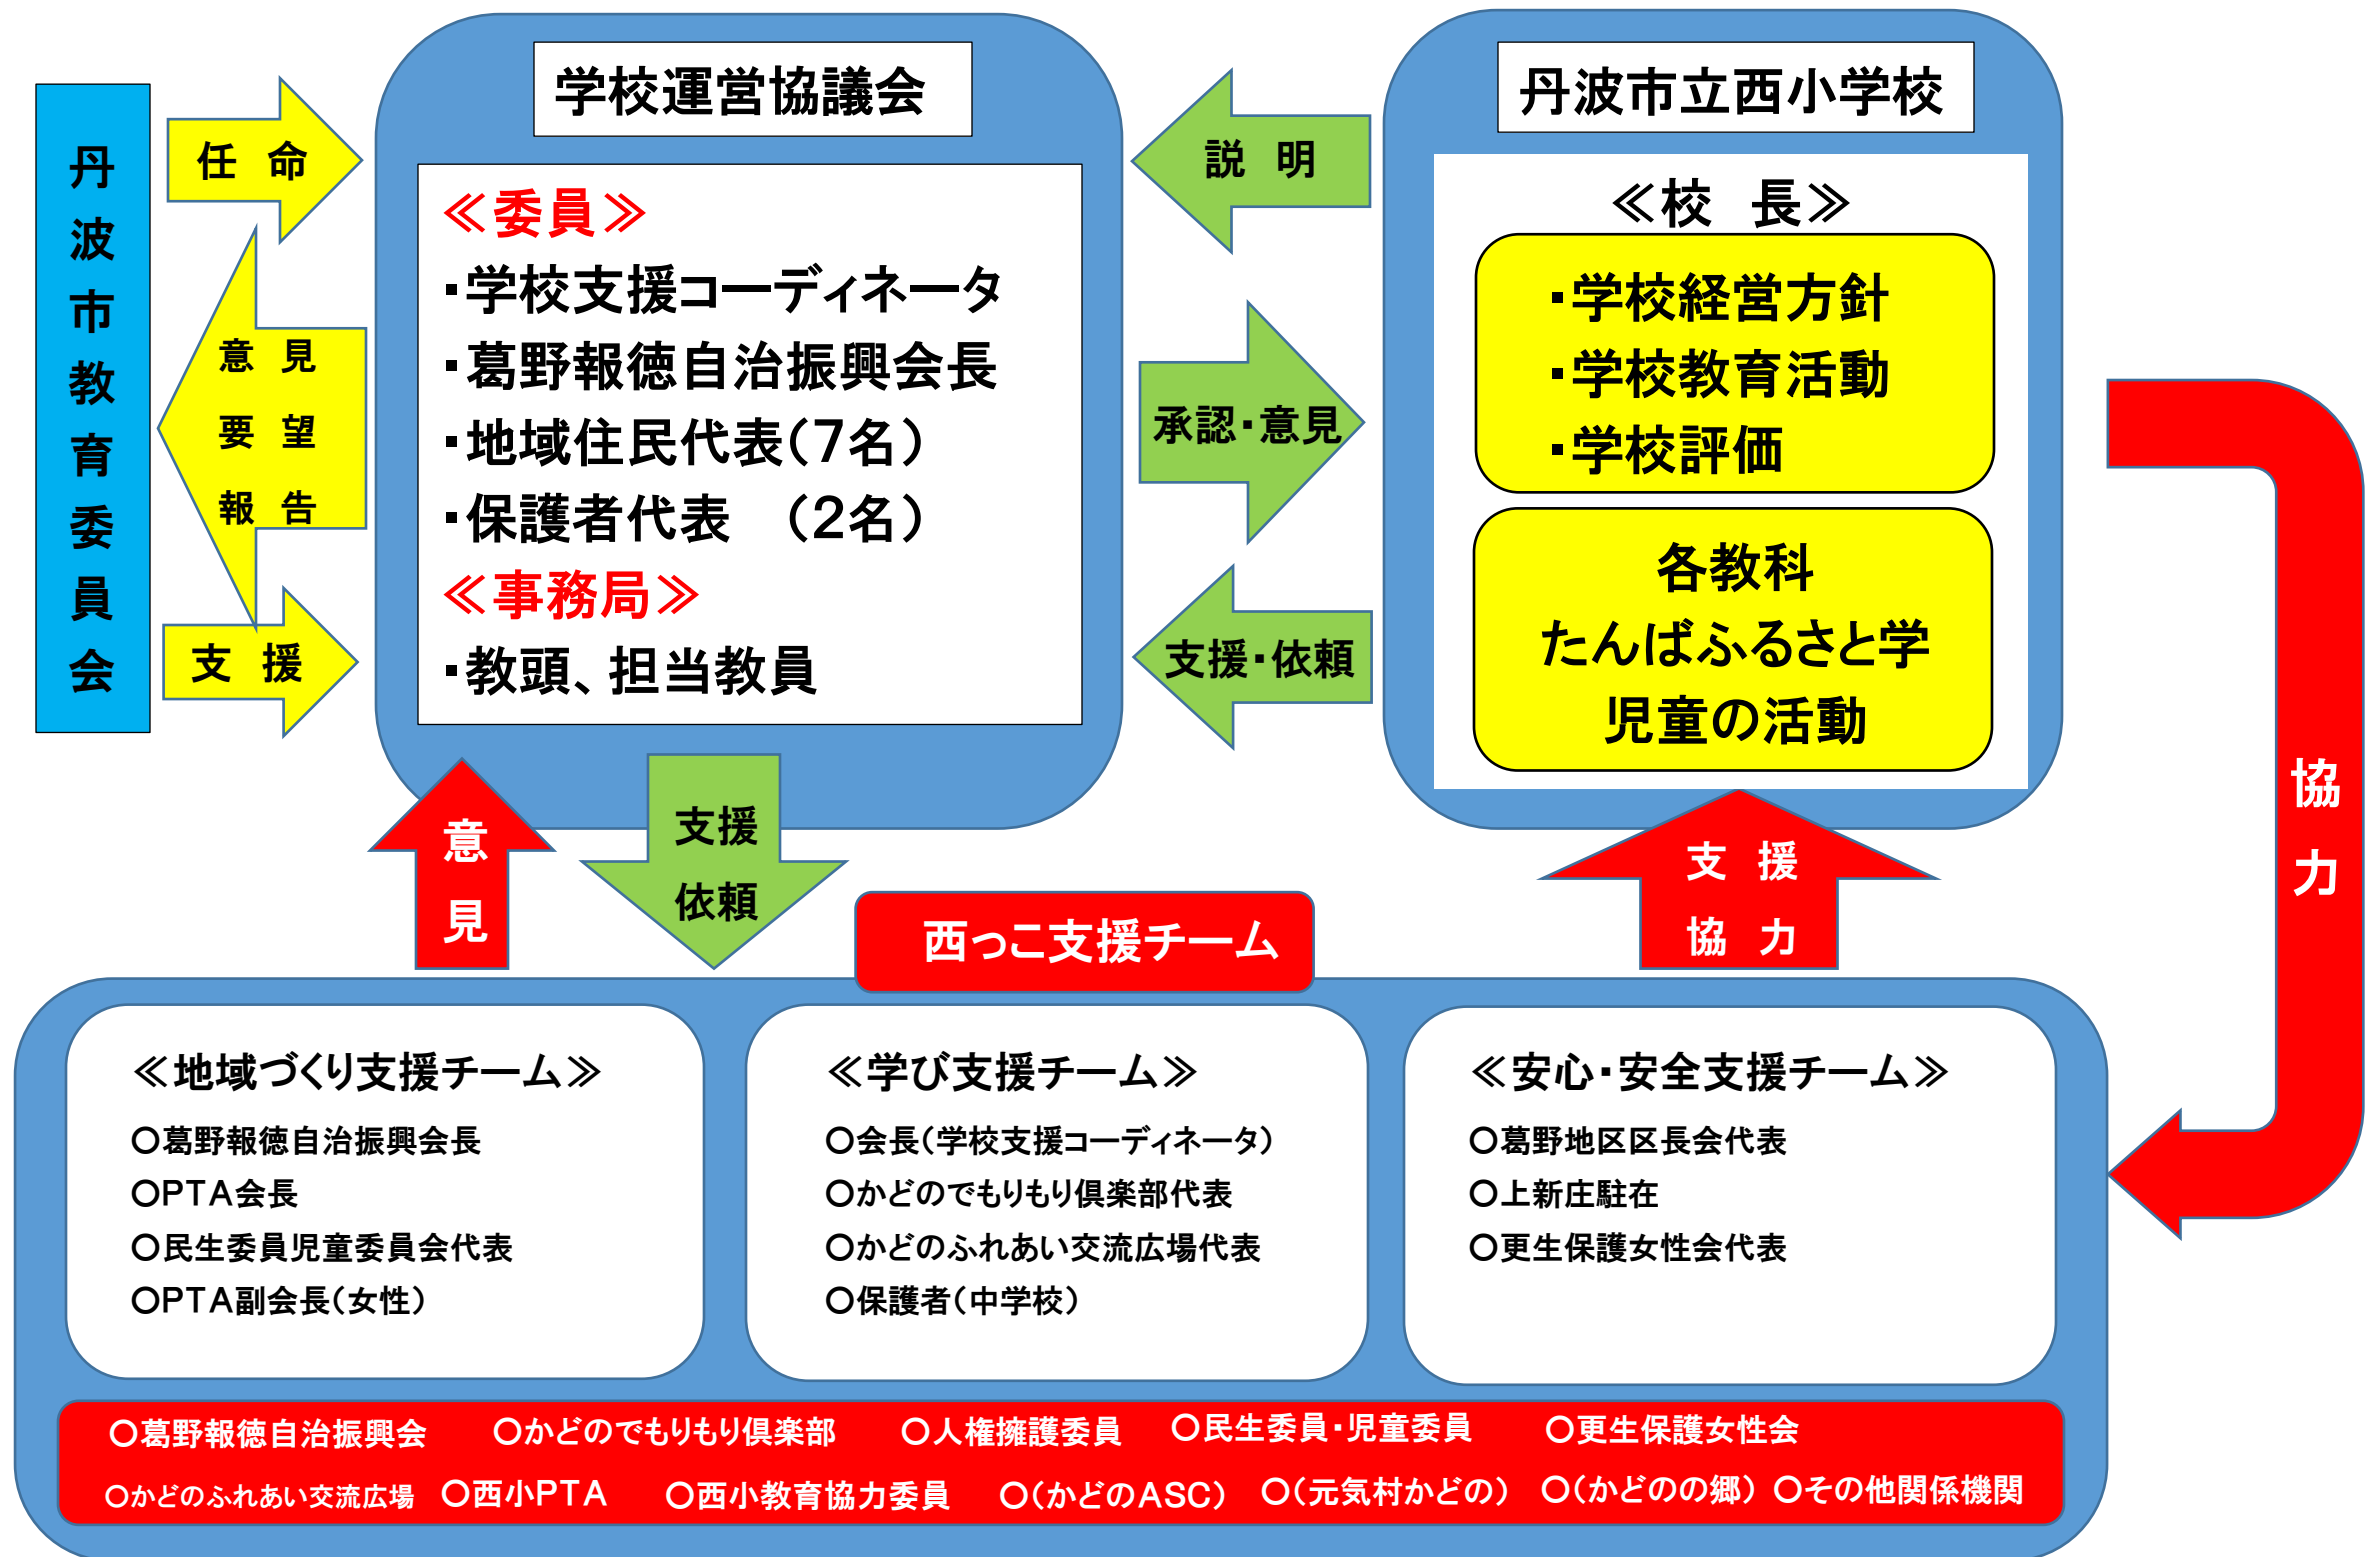 丹波市教育委員会
任　命
意　見
要　望
報　告
支　援
学校運営協議会
≪委員≫
・学校支援コーディネータ
・葛野報徳自治振興会長
・地域住民代表（7名）
・保護者代表　（2名）
≪事務局≫
・教頭、担当教員
説　明
承認・意見
支援・依頼
丹波市立西小学校
≪校　長≫
・学校経営方針
・学校教育活動
・学校評価
各教科
たんばふるさと学
児童の活動
協力
意見
支援
依頼
支　援
協　力
西っこ支援チーム
≪地域づくり支援チーム≫
〇葛野報徳自治振興会長
〇PTA会長
〇民生委員児童委員会代表
〇PTA副会長（女性）
≪学び支援チーム≫
〇会長（学校支援コーディネータ）
〇かどのでもりもり倶楽部代表
〇かどのふれあい交流広場代表
〇保護者（中学校）
≪安心・安全支援チーム≫
〇葛野地区区長会代表
〇上新庄駐在
〇更生保護女性会代表
〇葛野報徳自治振興会　〇かどのでもりもり倶楽部　〇人権擁護委員　〇民生委員・児童委員　〇更生保護女性会
〇かどのふれあい交流広場　〇西小PTA　〇西小教育協力委員　〇（かどのASC）　〇（元気村かどの）　〇（かどのの郷）　〇その他関係機関